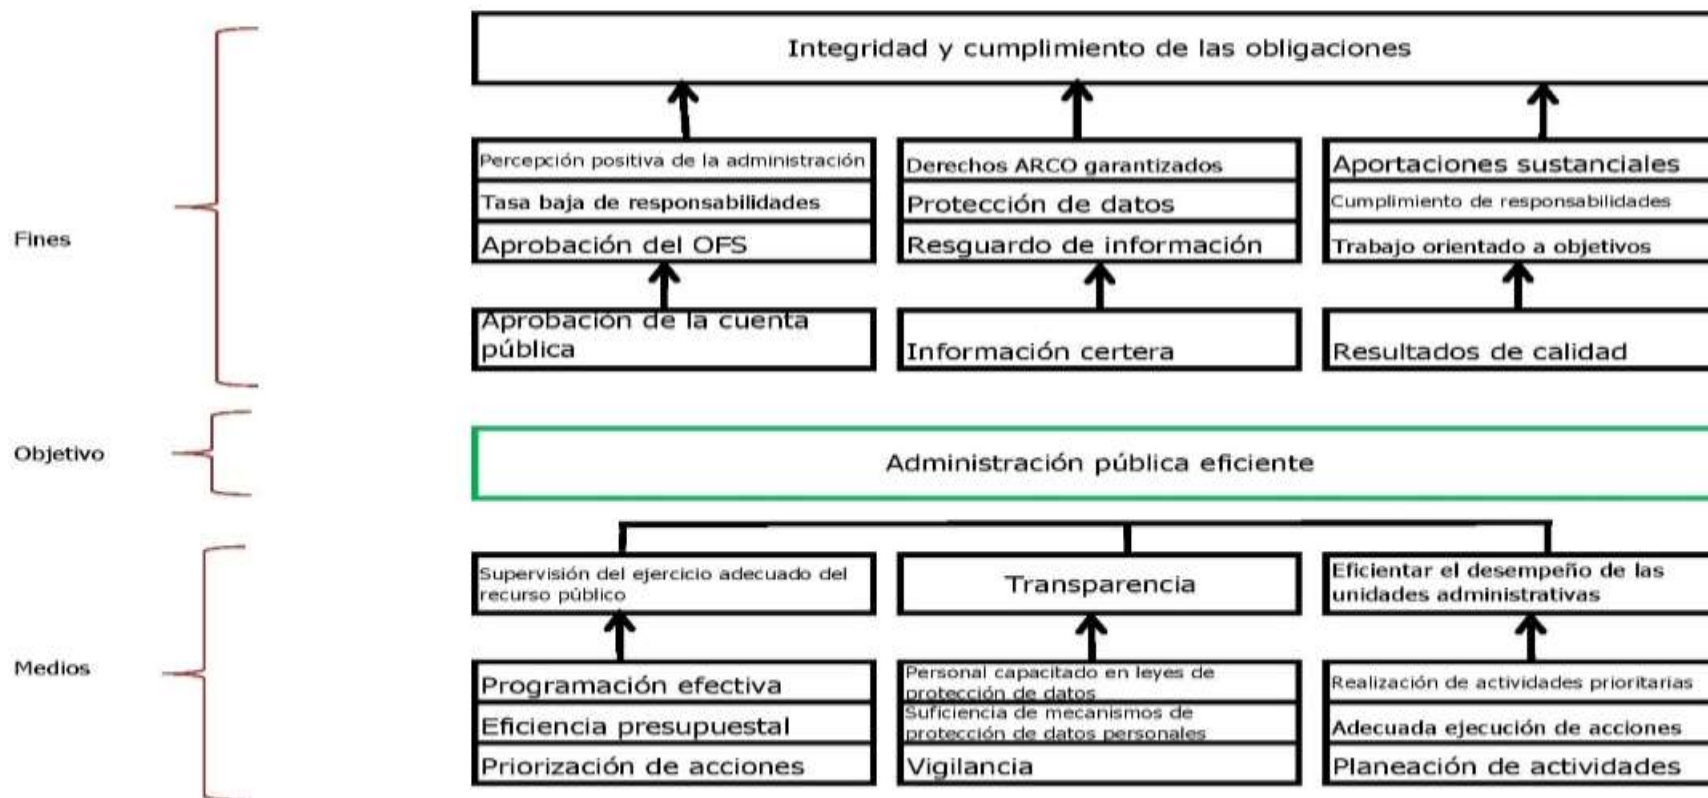 Integridad y cumplimiento de las obligaciones
Percepción positiva de la administración
Tasa baja de responsabilidades
Aprobación del OFS
Derechos ARCO garantizados
Protección de datos
Resguardo de información
Aportaciones sustanciales
Cumplimiento de responsabilidades
Trabajo orientado a objetivos
Fines
Aprobación de la cuenta
pública
Información certera
Resultados de calidad
Objetivo
Administración pública eficiente
Supervisión del ejercicio adecuado del
recurso público
Transparencia
Eficientar el desempeño de las
unidades administrativas
Medios
Programación efectiva
Eficiencia presupuestal
Priorización de acciones
Personal capacitado en leyes de
protección de datos
Suficiencia de mecanismos de
protección de datos personales
Vigilancia
Realización de actividades prioritarias
Adecuada ejecución de acciones
Planeación de actividades